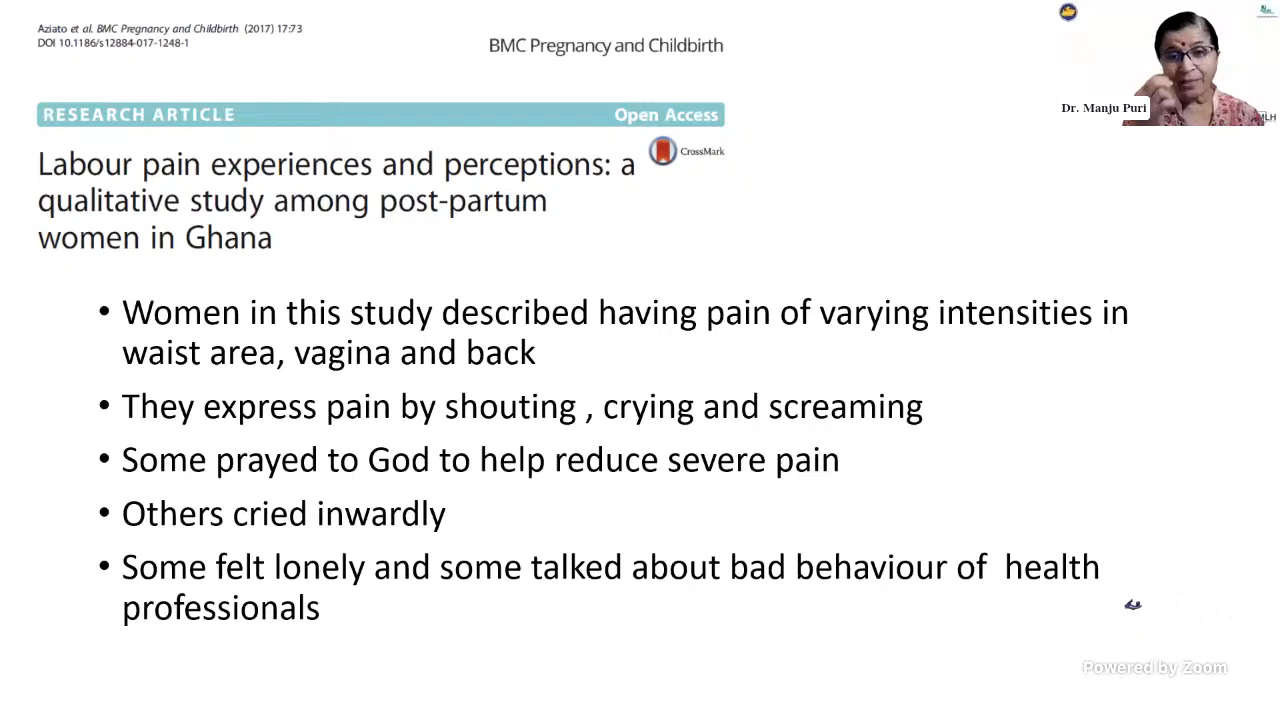 Aziato et al. BMC Pregnancy and Childbirth (2017) 17:73
DOI 10.1186/s12884-017-1248-1
BMC Pregnancy and Childbirth
Dr. Manju Puri
MLH
RESEARCH ARTICLE
Open Access
CrossMark
Labour pain experiences and perceptions: a
qualitative study among post-partum
women in Ghana
• Women in this study described having pain of varying intensities in
waist area, vagina and back
• They express pain by shouting , crying and screaming
• Some prayed to God to help reduce severe pain
• Others cried inwardly
• Some felt lonely and some talked about bad behaviour of  health
professionals
Powered by Zoom